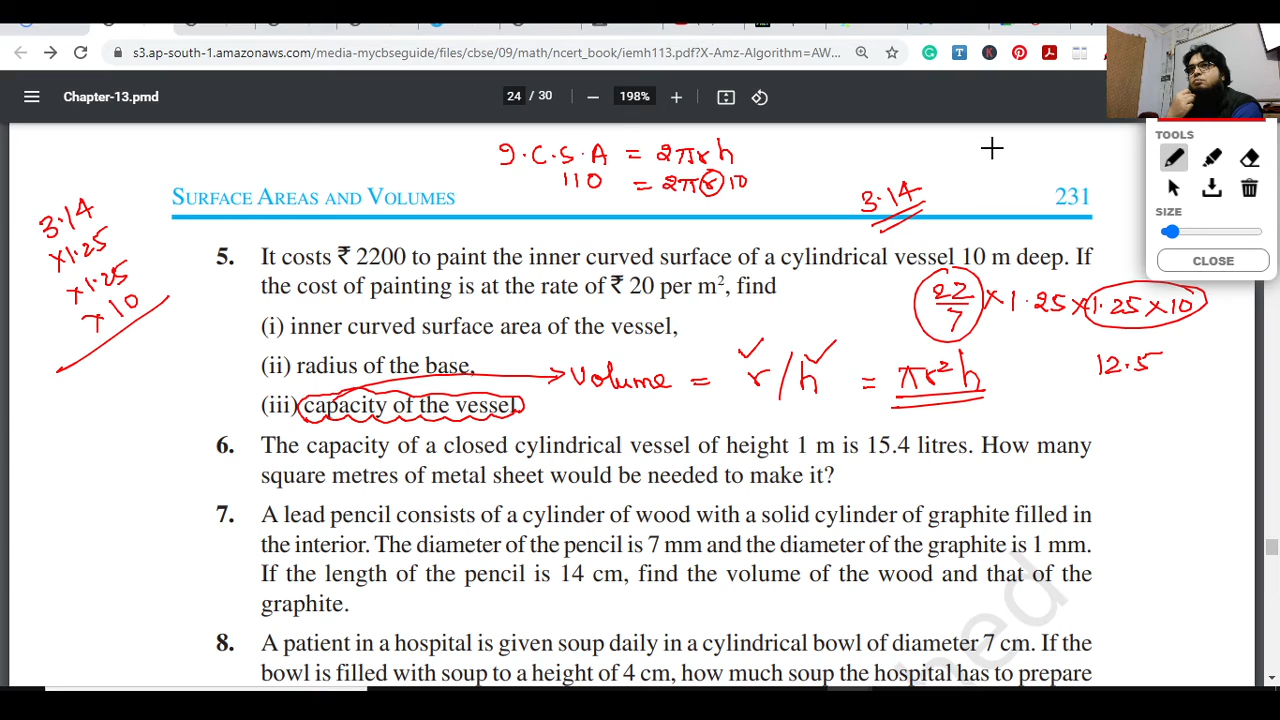 s3.ap-south-1.amazonaws.com/media-mycbseguide/files/cbse/09/math/ncert_book/iemh113.pdf?X-Amz-Algorithm=AW...
Chapter-13.pmd
24 / 30
198%
TOOLS
SIZE
CLOSE
I.C.S.A = 2πrh
110 = 2πr10
3.14
SURFACE AREAS AND VOLUMES 231
3.14
×1.25
×1.25
×10
5. It costs ₹ 2200 to paint the inner curved surface of a cylindrical vessel 10 m deep. If
the cost of painting is at the rate of ₹ 20 per m², find
(i) inner curved surface area of the vessel,
(ii) radius of the base,
(iii) capacity of the vessel.
22/7 ×1.25×1.25×10
12.5
Volume = r/h = πr²h
6. The capacity of a closed cylindrical vessel of height 1 m is 15.4 litres. How many
square metres of metal sheet would be needed to make it?
7. A lead pencil consists of a cylinder of wood with a solid cylinder of graphite filled in
the interior. The diameter of the pencil is 7 mm and the diameter of the graphite is 1 mm.
If the length of the pencil is 14 cm, find the volume of the wood and that of the
graphite.
8. A patient in a hospital is given soup daily in a cylindrical bowl of diameter 7 cm. If the
bowl is filled with soup to a height of 4 cm, how much soup the hospital has to prepare